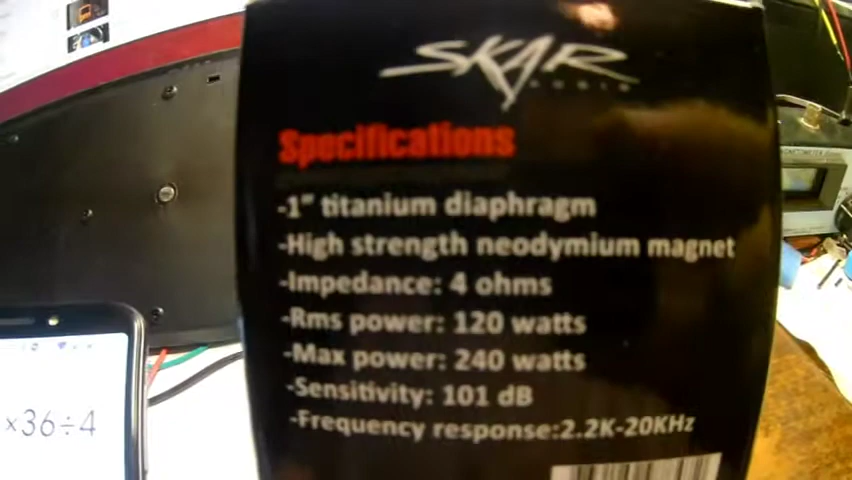 SKAR
AUDIO
Specifications
-1" titanium diaphragm
-High strength neodymium magnet
-Impedance: 4 ohms
-Rms power: 120 watts
-Max power: 240 watts
-Sensitivity: 101 dB
-Frequency response:2.2K-20KHz
×36÷4